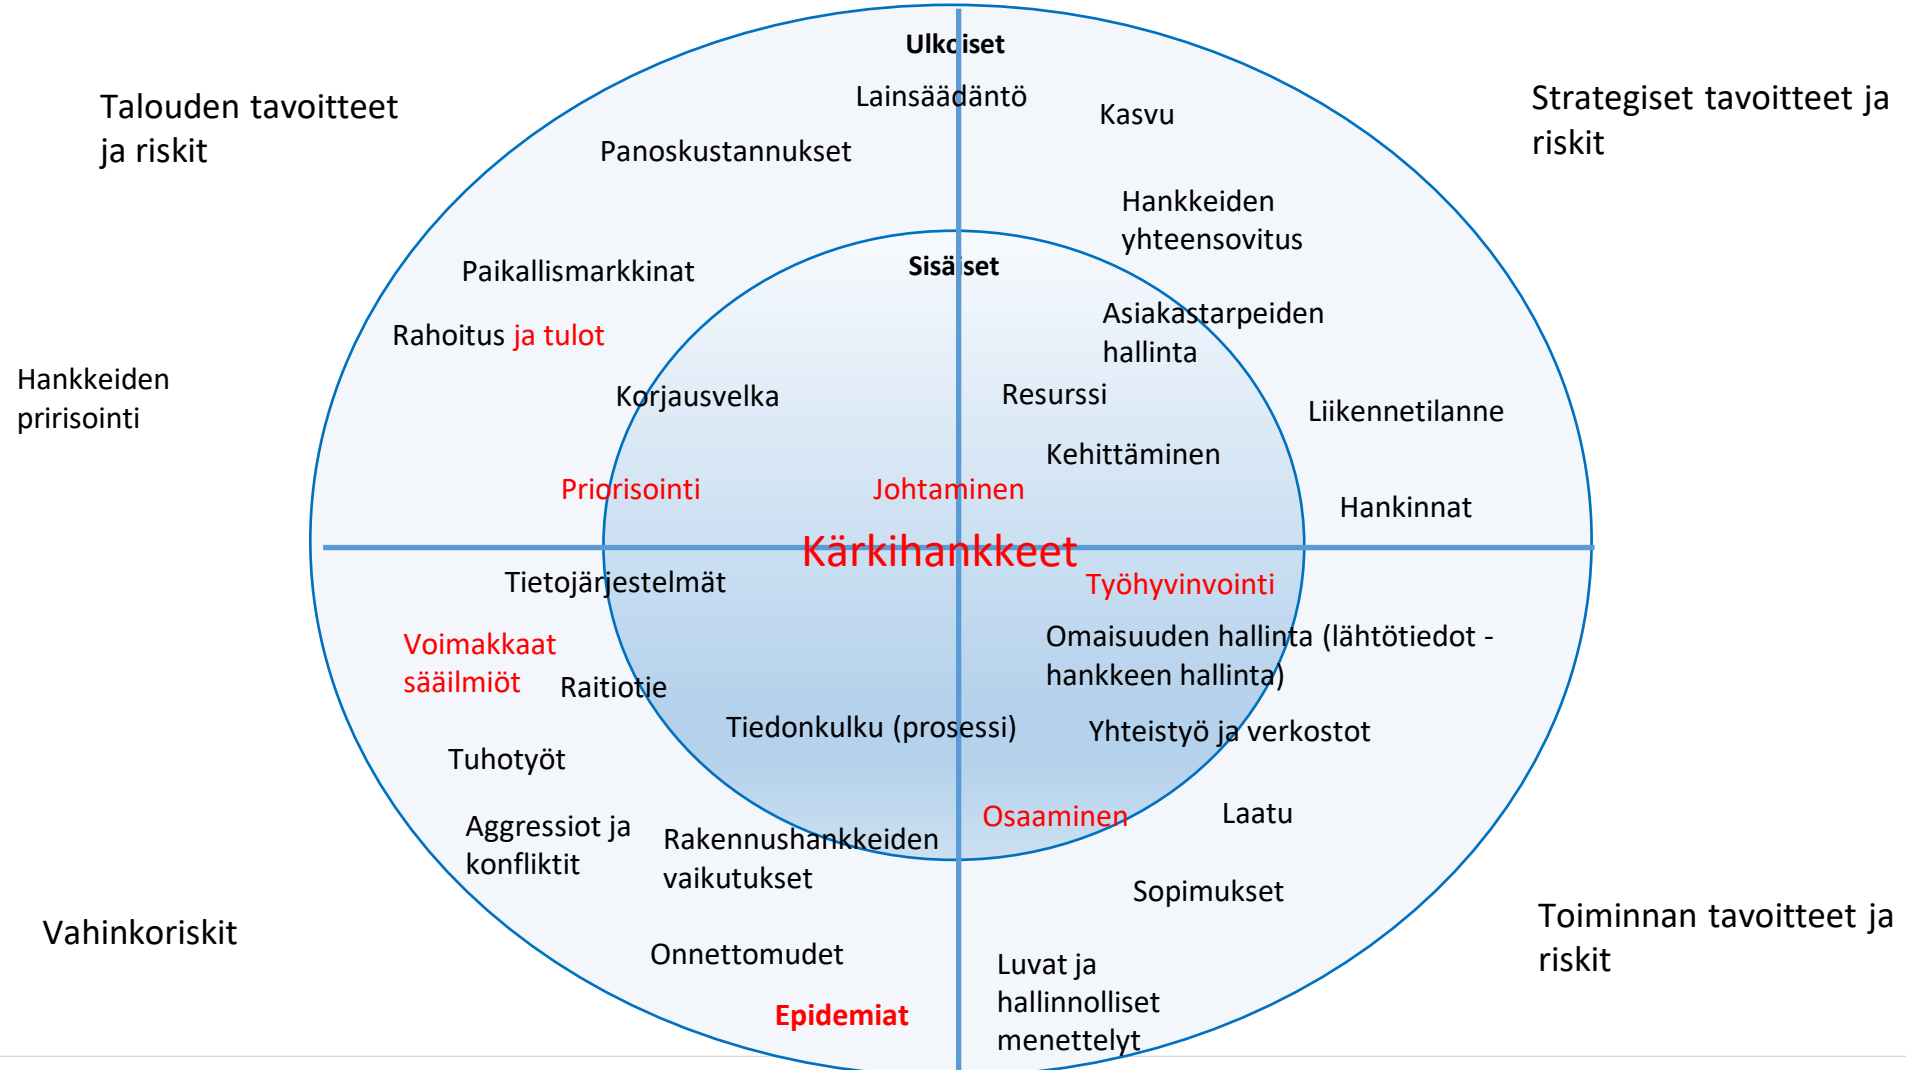 Ulkoiset
Lainsäädäntö
Talouden tavoitteet
ja riskit
Strategiset tavoitteet ja
riskit
Kasvu
Panoskustannukset
Hankkeiden
yhteensovitus
Sisäiset
Paikallismarkkinat
Asiakastarpeiden
hallinta
Rahoitus ja tulot
Hankkeiden
pririsointi
Korjausvelka
Resurssi
Liikennetilanne
Kehittäminen
Priorisointi
Johtaminen
Hankinnat
Kärkihankkeet
Tietojärjestelmät
Työhyvinvointi
Voimakkaat
sääilmiöt
Omaisuuden hallinta (lähtötiedot -
hankkeen hallinta)
Raitiotie
Tiedonkulku (prosessi)
Yhteistyö ja verkostot
Tuhotyöt
Osaaminen
Laatu
Aggressiot ja
konfliktit
Rakennushankkeiden
vaikutukset
Sopimukset
Vahinkoriskit
Toiminnan tavoitteet ja
riskit
Onnettomudet
Luvat ja
hallinnolliset
menettelyt
Epidemiat